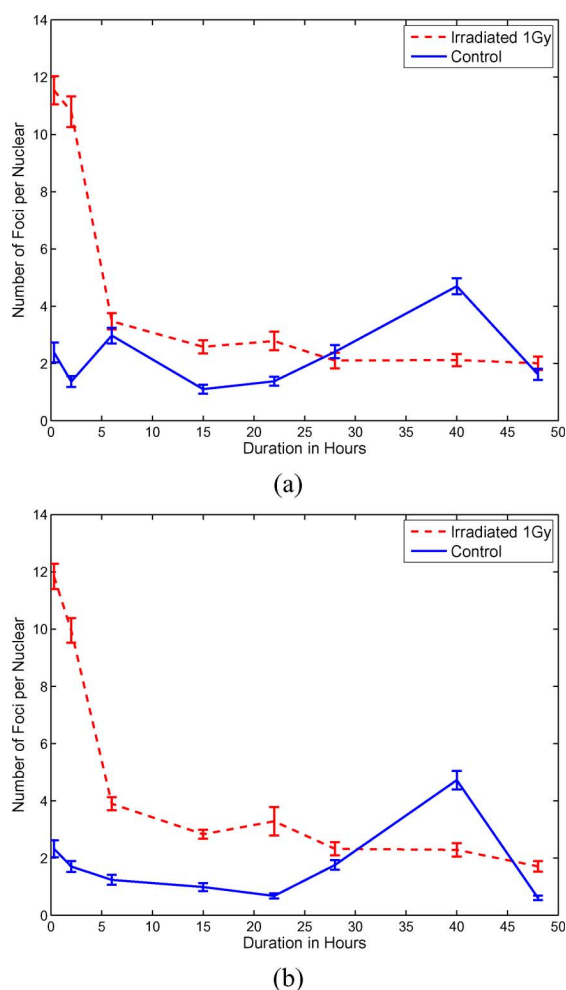 14
Irradiated 1Gy
Control
12
10
8
6
4
2
0
Number of Foci per Nuclear
0 5 10 15 20 25 30 35 40 45 50
Duration in Hours
(a)
14
Irradiated 1Gy
Control
12
10
8
6
4
2
0
Number of Foci per Nuclear
0 5 10 15 20 25 30 35 40 45 50
Duration in Hours
(b)